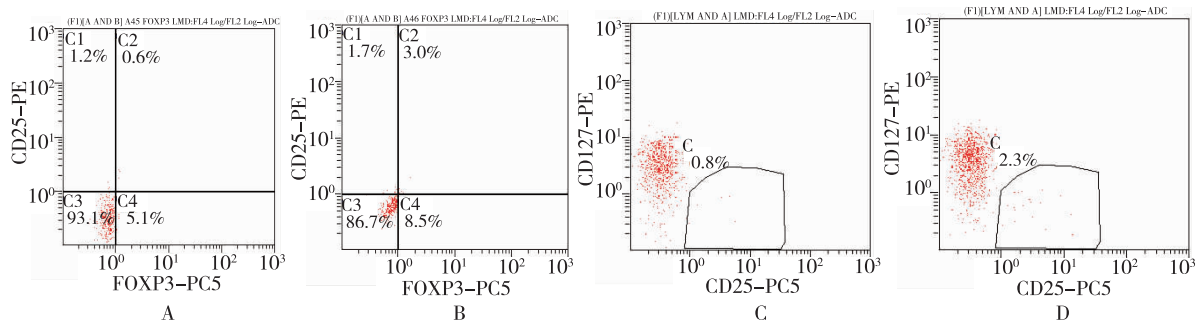 (F1)[A AND B] A45 FOXP3 LMD:FL4 Log/FL2 Log-ADC
10³
10²
10¹
10⁰
CD25-PE
C1
1.2%
C2
0.6%
C3
93.1%
C4
5.1%
10⁰ 10¹ 10² 10³
FOXP3-PC5
A
(F1)[A AND B] A46 FOXP3 LMD:FL4 Log/FL2 Log-ADC
10³
10²
10¹
10⁰
CD25-PE
C1
1.7%
C2
3.0%
C3
86.7%
C4
8.5%
10⁰ 10¹ 10² 10³
FOXP3-PC5
B
(F1)[LYM AND A] LMD:FL4 Log/FL2 Log-ADC
10³
10²
10¹
10⁰
CD127-PE
C
0.8%
10⁰ 10¹ 10² 10³
CD25-PC5
C
(F1)[LYM AND A] LMD:FL4 Log/FL2 Log-ADC
10³
10²
10¹
10⁰
CD127-PE
C
2.3%
10⁰ 10¹ 10² 10³
CD25-PC5
D